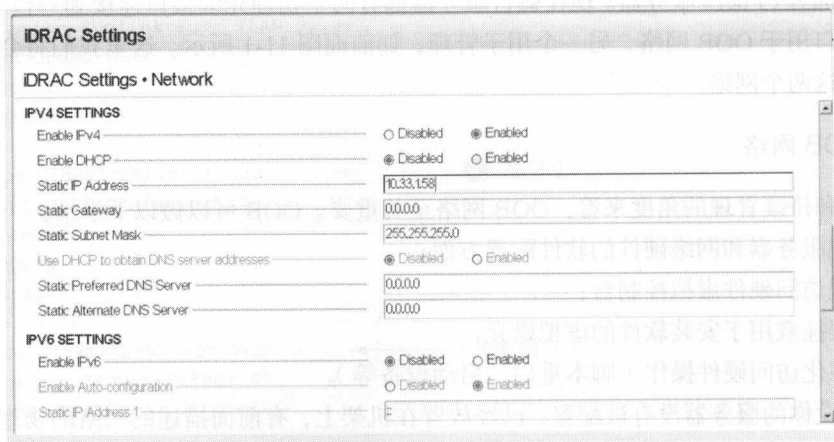 iDRAC Settings
iDRAC Settings • Network
IPV4 SETTINGS
Enable IPv4 Disabled Enabled
Enable DHCP Disabled Enabled
Static IP Address 10.33.1.58
Static Gateway 0.0.0.0
Static Subnet Mask 255.255.255.0
Use DHCP to obtain DNS server addresses Disabled Enabled
Static Preferred DNS Server 0.0.0.0
Static Alternate DNS Server 0.0.0.0
IPV6 SETTINGS
Enable IPv6 Disabled Enabled
Enable Auto-configuration Disabled Enabled
Static IP Address 1